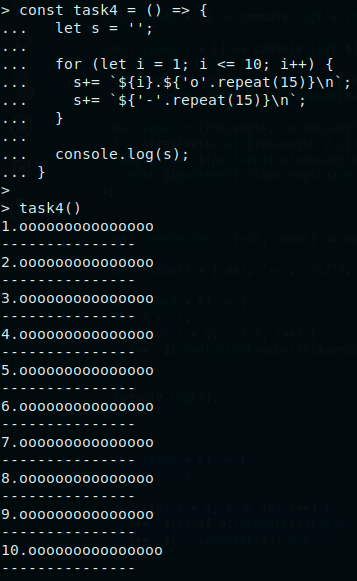 > const task4 = () => {
...   let s = '';
...
...   for (let i = 1; i <= 10; i++) {
...     s+= `${i}.${'o'.repeat(15)}\n`;
...     s+= `${'-'.repeat(15)}\n`;
...   }
...
...   console.log(s);
... }
>
> task4()
1.ooooooooooooooo
---------------
2.ooooooooooooooo
---------------
3.ooooooooooooooo
---------------
4.ooooooooooooooo
---------------
5.ooooooooooooooo
---------------
6.ooooooooooooooo
---------------
7.ooooooooooooooo
---------------
8.ooooooooooooooo
---------------
9.ooooooooooooooo
---------------
10.ooooooooooooooo
---------------